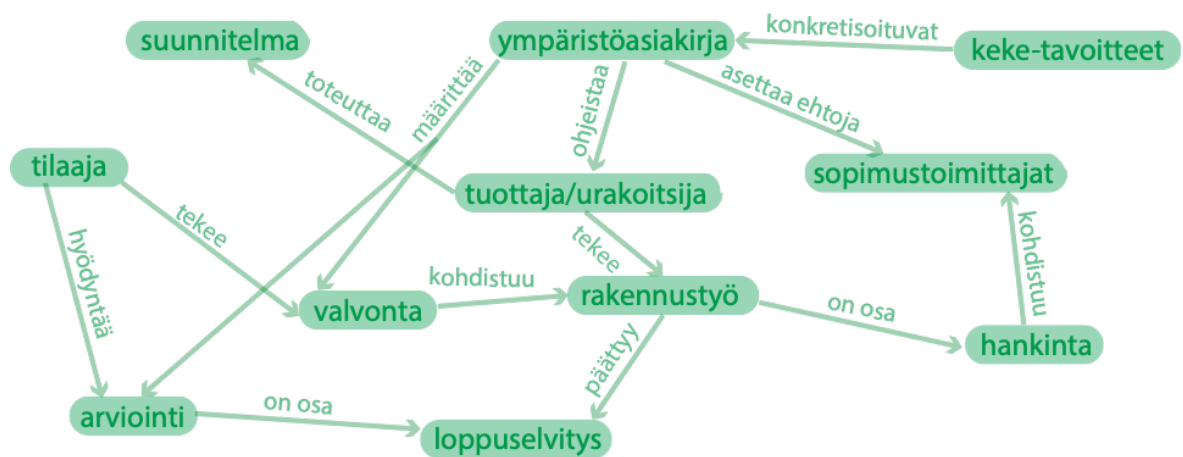 suunnitelma
ympäristöasiakirja
konkretisoituvat
keke-tavoitteet
toteuttaa
määrittää
ohjeistaa
asettaa ehtoja
tilaaja
tuottaja/urakoitsija
sopimustoimittajat
tekee
tekee
hyödyntää
kohdistuu
kohdistuu
valvonta
rakennustyö
on osa
hankinta
päättyy
arviointi
on osa
loppuselvitys